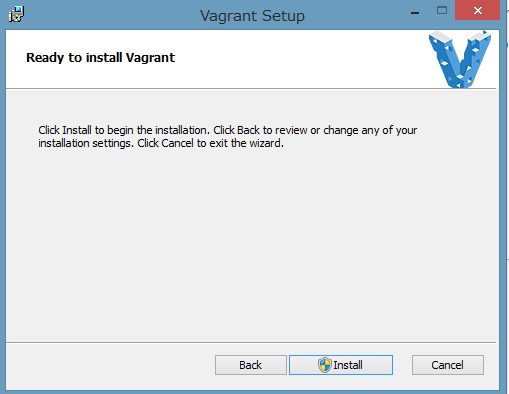 Vagrant Setup
Ready to install Vagrant
Click Install to begin the installation. Click Back to review or change any of your
installation settings. Click Cancel to exit the wizard.
Back
Install
Cancel